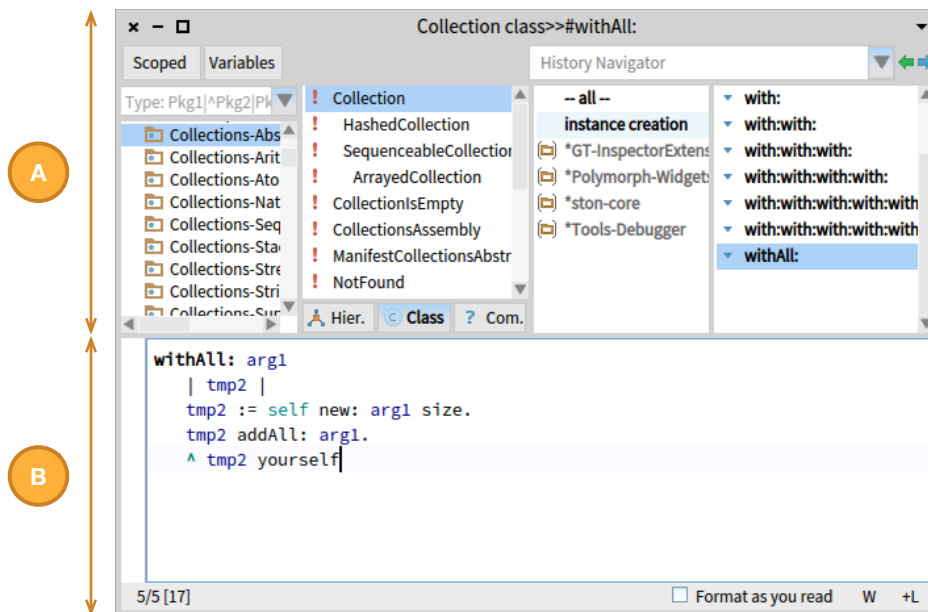 Collection class>>#withAll:
Scoped Variables
History Navigator
A
Type: Pkg1|^Pkg2|Pk
Collections-Abs
Collections-Arit
Collections-Ato
Collections-Nat
Collections-Seq
Collections-Sta
Collections-Stre
Collections-Stri
Collections-Sup
Collection
HashedCollection
SequenceableCollection
ArrayedCollection
CollectionIsEmpty
CollectionsAssembly
ManifestCollectionsAbstr
NotFound
Hier. C Class ? Com.
-- all --
instance creation
*GT-InspectorExtens
*Polymorph-Widgets
*ston-core
*Tools-Debugger
with:
with:with:
with:with:with:
with:with:with:with:
with:with:with:with:with
with:with:with:with:with
withAll:
B
withAll: arg1
| tmp2 |
tmp2 := self new: arg1 size.
tmp2 addAll: arg1.
^ tmp2 yourself
5/5 [17]
Format as you read W +L